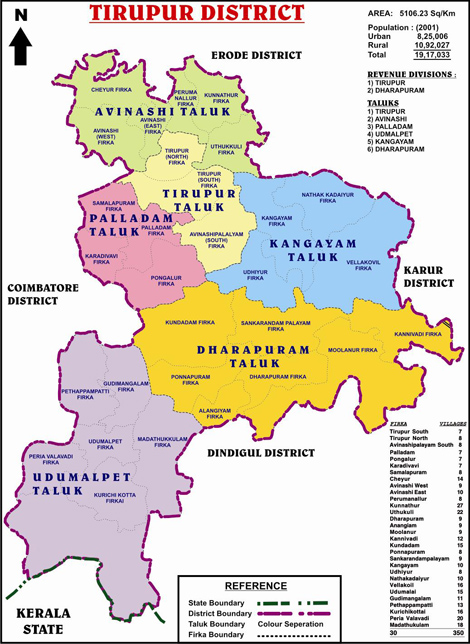 TIRUPUR DISTRICT
N
AREA: 5106.23 Sq/Km
Population : (2001)
Urban 8,25,006
Rural 10,92,027
Total 19,17,033
REVENUE DIVISIONS :
1) TIRUPUR
2) DHARAPURAM
TALUKS
1) TIRUPUR
2) AVINASHI
3) PALLADAM
4) UDMALPET
5) KANGAYAM
6) DHARAPURAM
ERODE DISTRICT
CHEYUR FIRKA
PERUMA
NALLUR
FIRKA
KUNNATHUR
FIRKA
AVINASHI TALUK
AVINASHI
(WEST)
FIRKA
AVINASHI
(EAST)
FIRKA
UTHUKKULI
FIRKA
TIRUPUR
(NORTH)
FIRKA
TIRUPUR
(SOUTH)
FIRKA
TIRUPUR
TALUK
AVINASHIPALAYAM
(SOUTH)
FIRKA
SAMALAPURAM
FIRKA
PALLADAM
TALUK
PALLADAM
FIRKA
KARADIVAVI
FIRKA
PONGALUR
FIRKA
NATHAK KADAIYUR
FIRKA
KANGAYAM
FIRKA
KANGAYAM
TALUK
VELLAKOVIL
FIRKA
UDHIYUR
FIRKA
COIMBATORE
DISTRICT
KARUR
DISTRICT
KUNDADAM FIRKA
SANKARANDAM PALAYAM
FIRKA
KANNIVADI FIRKA
DHARAPURAM
TALUK
MOOLANUR FIRKA
PONNAPURAM
FIRKA
DHARAPURAM FIRKA
ALANGIYAM
FIRKA
GUDIMANGALAM
FIRKA
PETHAPPAMPATTI
FIRKA
UDUMALPET
FIRKA
MADATHUKKULAM
FIRKA
PERIA VALAVADI
FIRKA
UDUMALPET
TALUK
KURICHI KOTTA
FIRKAI
DINDIGUL DISTRICT
KERALA
STATE
REFERENCE
State Boundary
District Boundary
Taluk Boundary Colour Seperation
Firka Boundary
FIRKA VILLAGES
Tirupur South 7
Tirupur North 8
Avinashipalayam South 8
Palladam 7
Pongalur 7
Karadivavi 7
Samalapuram 8
Cheyur 14
Avinashi West 9
Avinashi East 10
Perumanallur 8
Kunnathur 27
Uthukuli 22
Dharapuram 9
Anangiam 9
Moolanur 9
Kannivadi 12
Kundadam 15
Ponnapuram 8
Sankarandampalayam 9
Kangayam 10
Udhiyur 8
Nathakadaiyur 10
Vellakoil 8
Udumalai 15
Gudimangalam 11
Pethappampatti 13
Kurichikottai 16
Peria Valavadi 20
Madathukulam 18
30 350